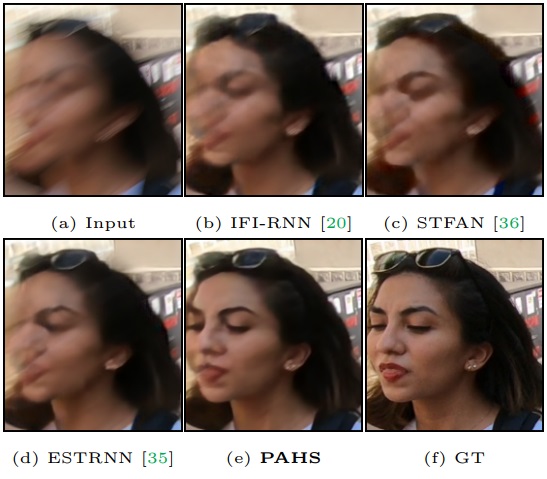 (a) Input
(b) IFI-RNN [20]
(c) STFAN [36]
(d) ESTRNN [35]
(e) PAHS
(f) GT